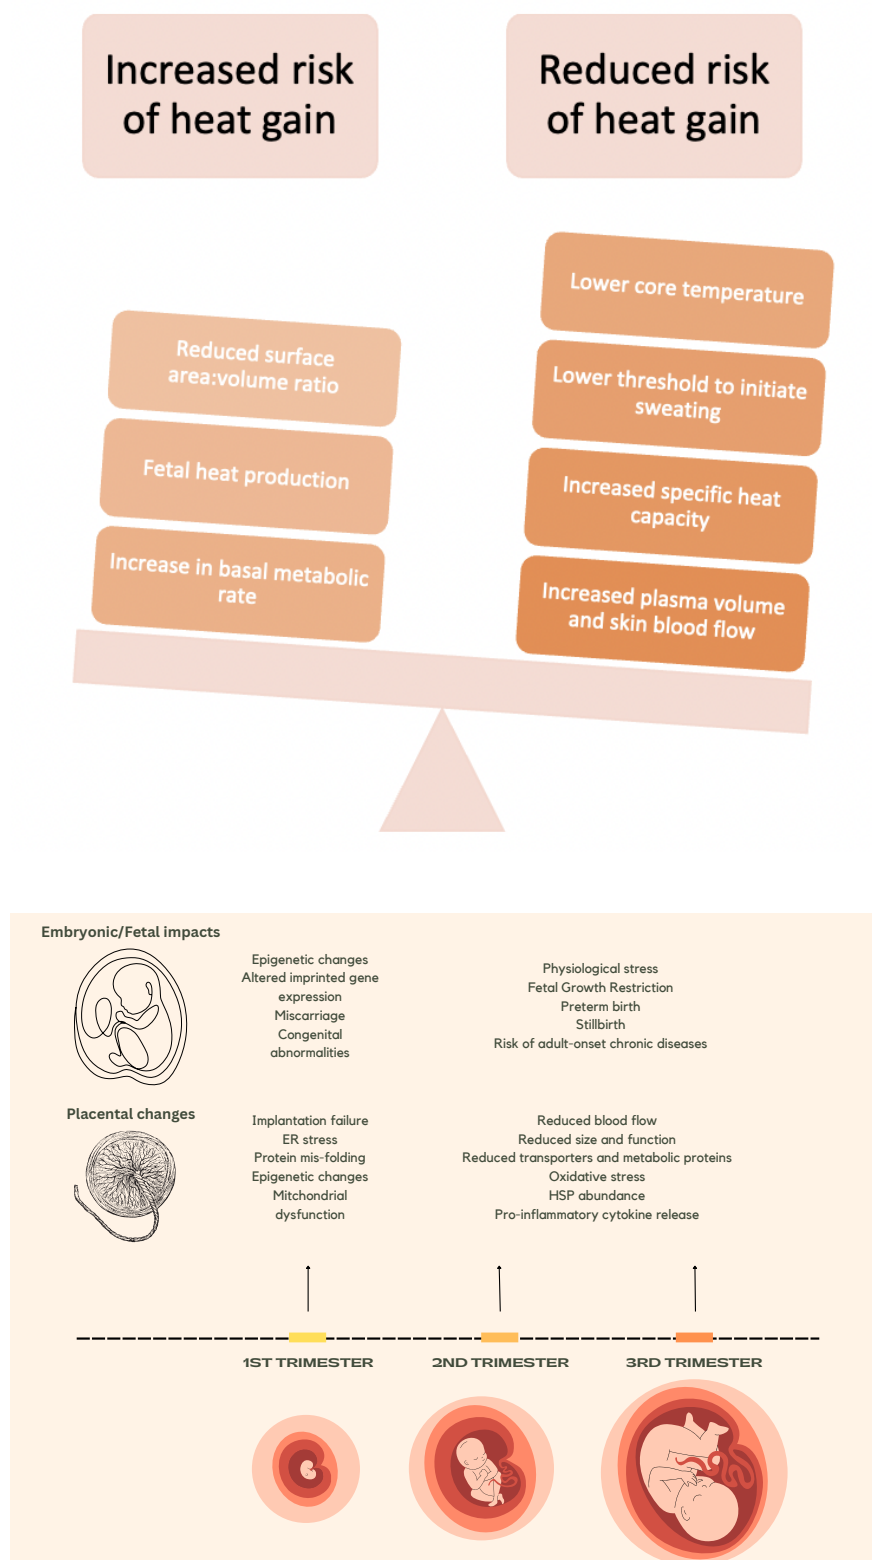 Increased risk
of heat gain
Reduced risk
of heat gain
Reduced surface
area:volume ratio
Fetal heat production
Increase in basal metabolic
rate
Lower core temperature
Lower threshold to initiate
sweating
Increased specific heat
capacity
Increased plasma volume
and skin blood flow
Embryonic/Fetal impacts
Epigenetic changes
Altered imprinted gene
expression
Miscarriage
Congenital
abnormalities
Physiological stress
Fetal Growth Restriction
Preterm birth
Stillbirth
Risk of adult-onset chronic diseases
Placental changes
Implantation failure
ER stress
Protein mis-folding
Epigenetic changes
Mitchondrial
dysfunction
Reduced blood flow
Reduced size and function
Reduced transporters and metabolic proteins
Oxidative stress
HSP abundance
Pro-inflammatory cytokine release
1ST TRIMESTER
2ND TRIMESTER
3RD TRIMESTER